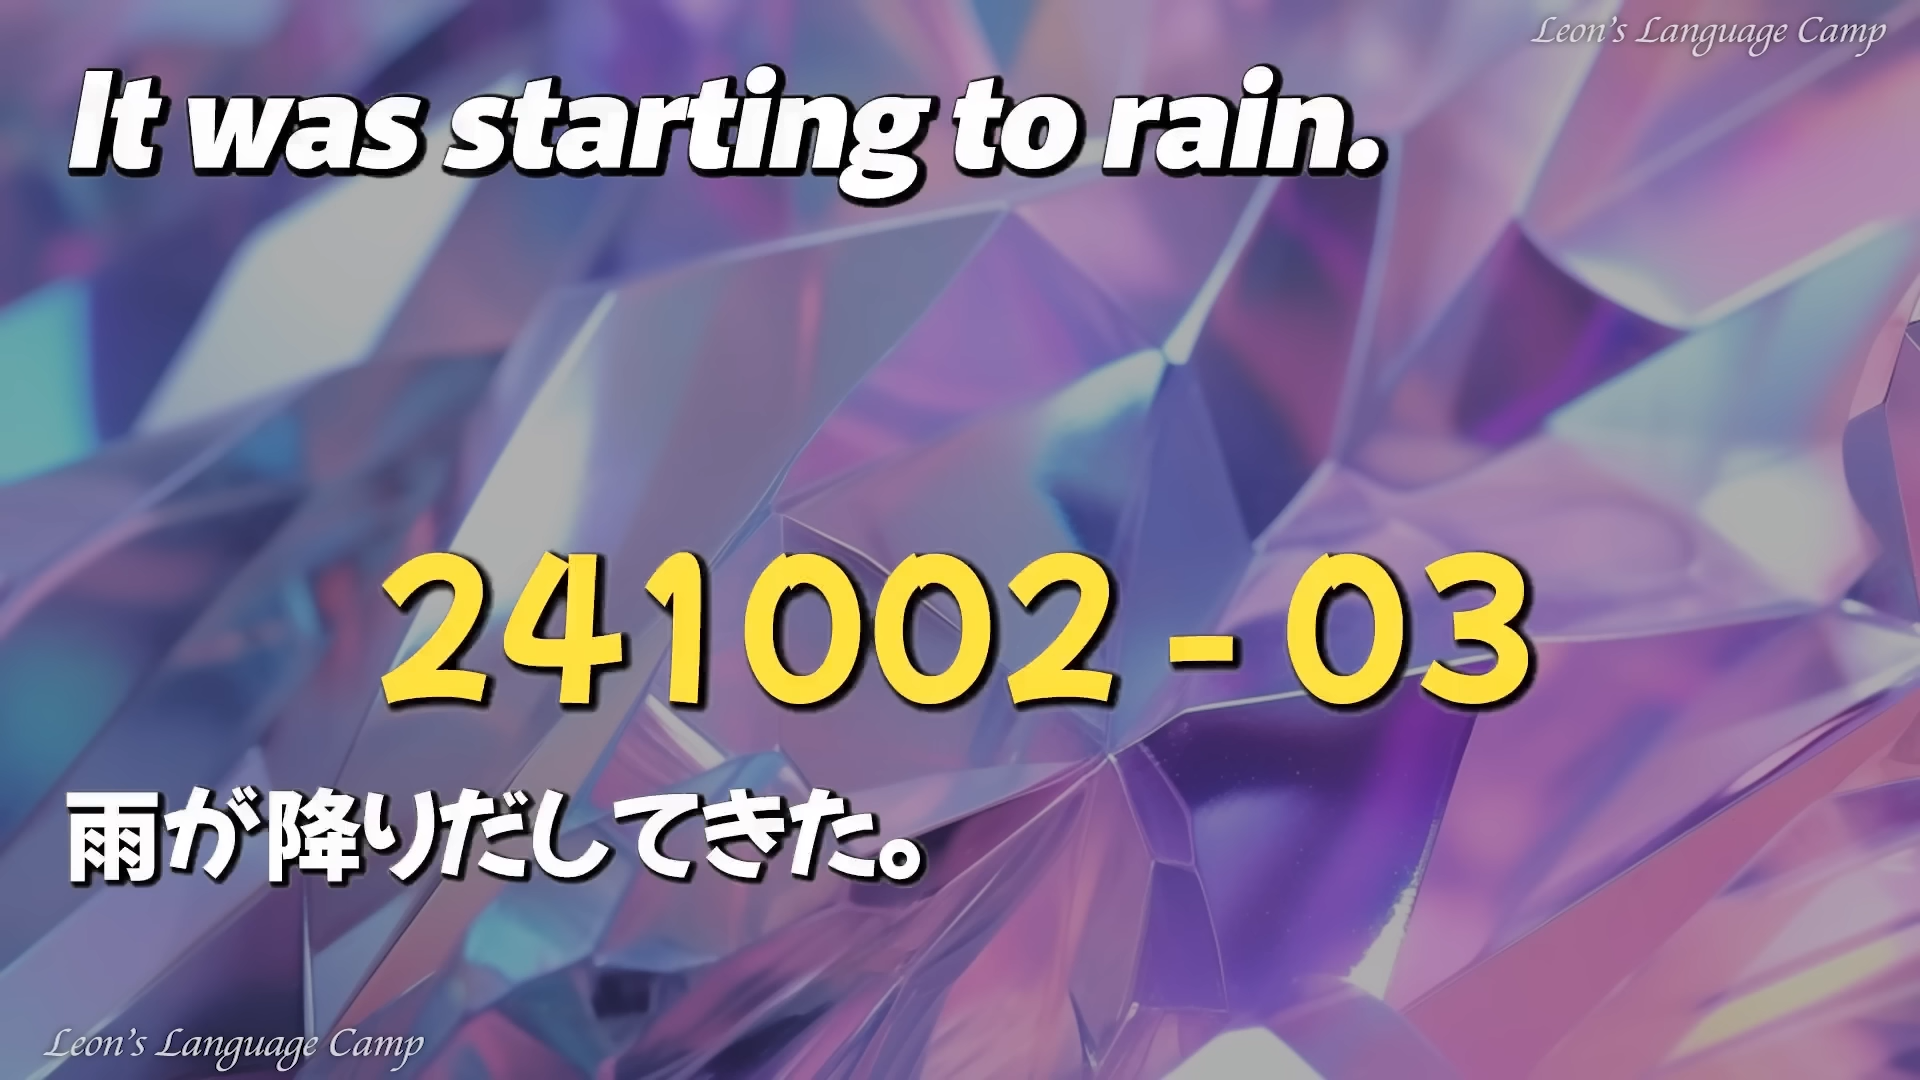 Leon's Language Camp
It was starting to rain.
241002-03
雨が降りだしてきた。
Leon's Language Camp